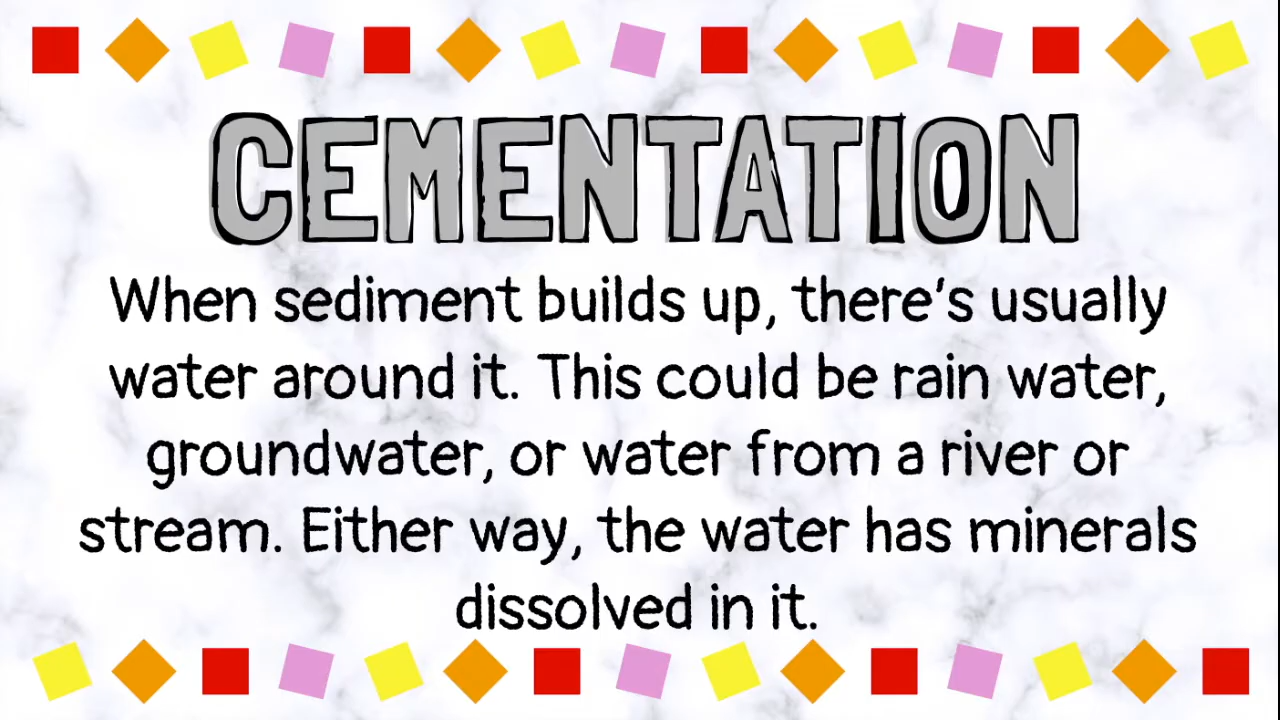 CEMENTATION
When sediment builds up, there's usually
water around it. This could be rain water,
groundwater, or water from a river or
stream. Either way, the water has minerals
dissolved in it.